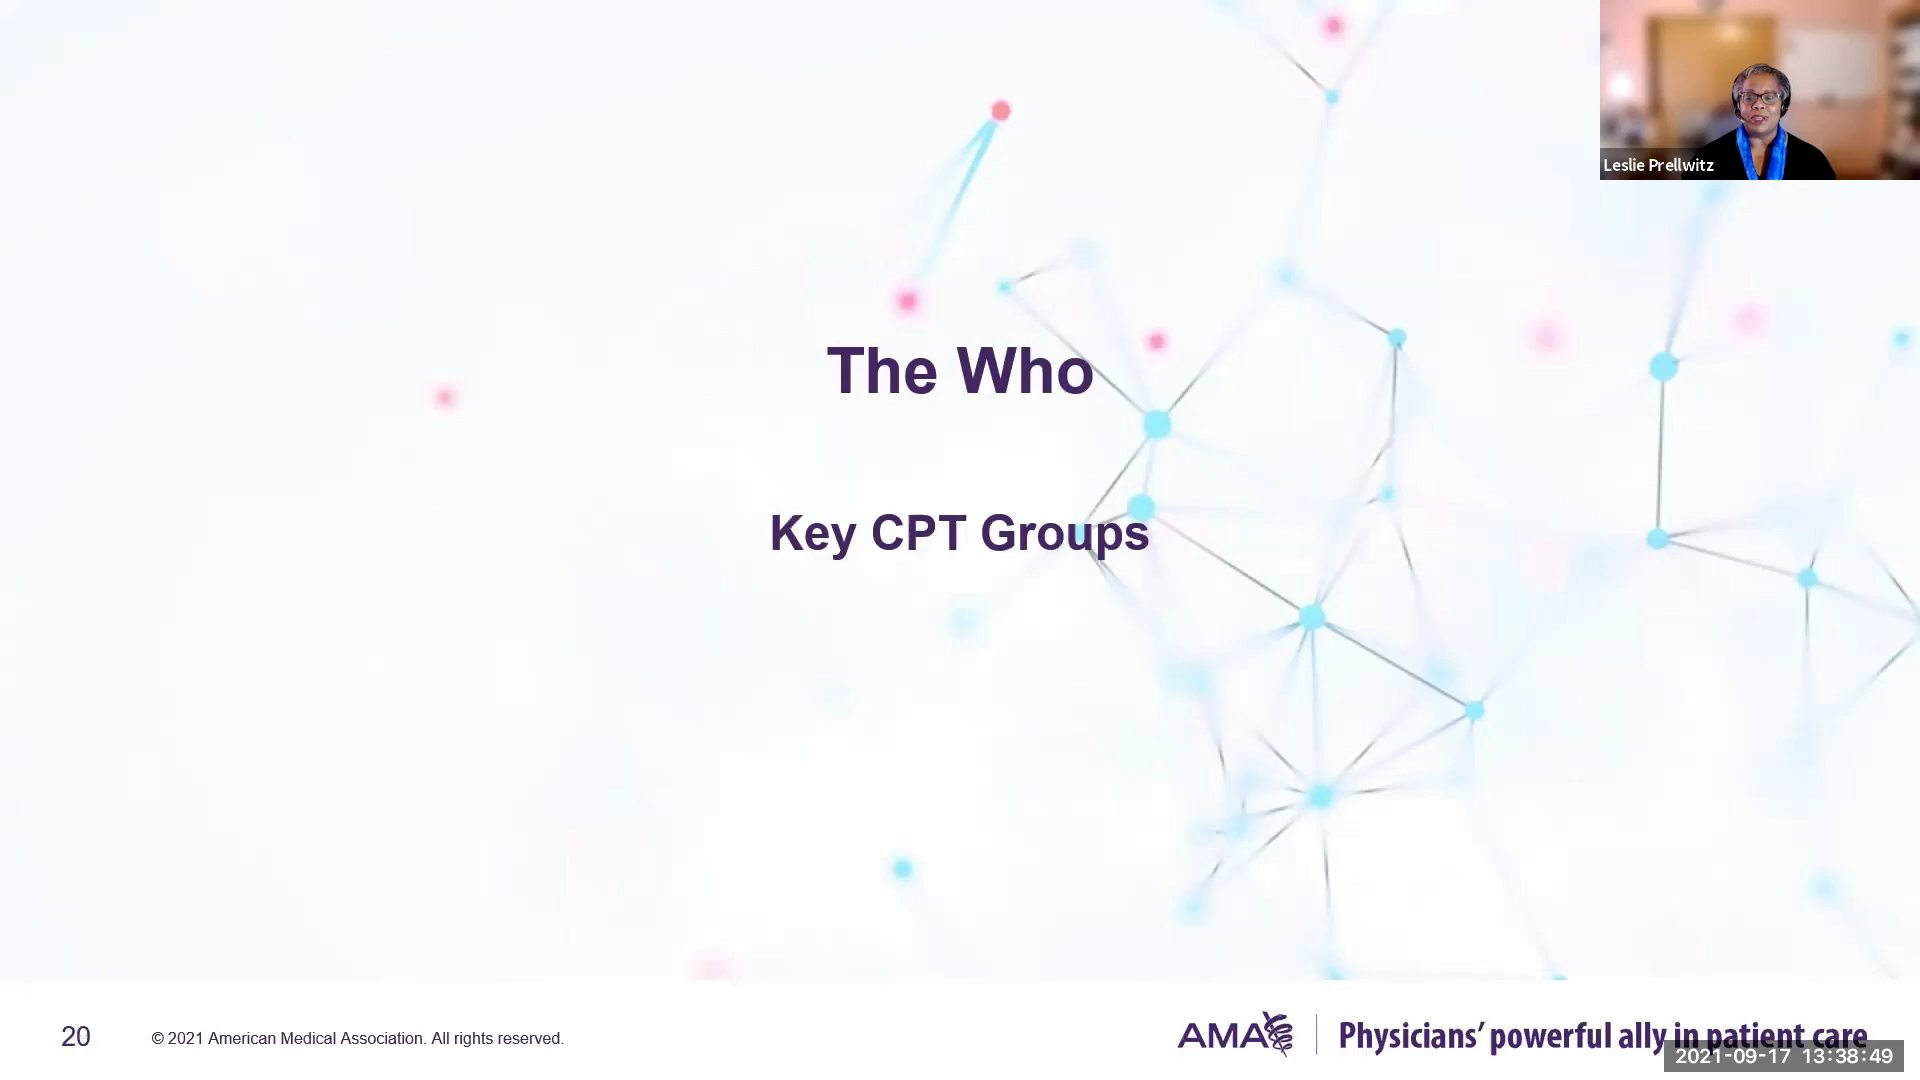 Leslie Prellwitz
The Who
Key CPT Groups
20
© 2021 American Medical Association. All rights reserved.
AMA
Physicians’ powerful ally in patient care
2021-09-17 13:38:49